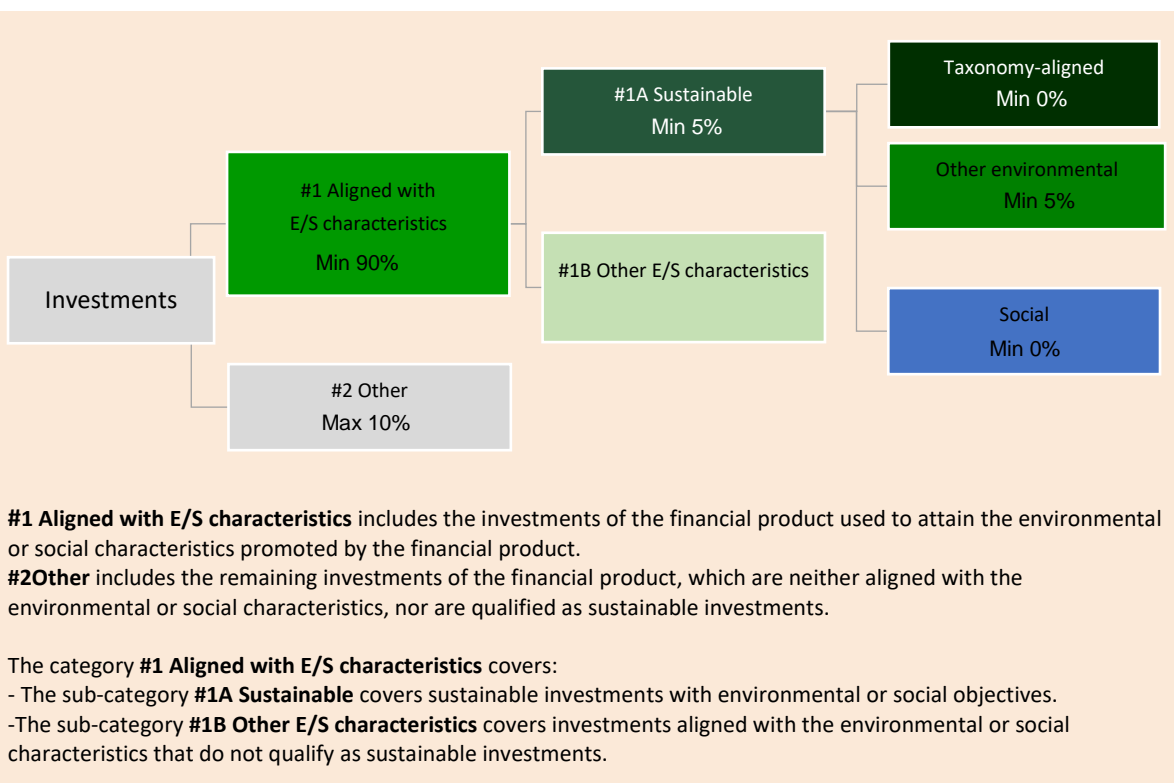 Investments
#1 Aligned with
E/S characteristics
Min 90%
#2 Other
Max 10%
#1A Sustainable
Min 5%
#1B Other E/S characteristics
Taxonomy-aligned
Min 0%
Other environmental
Min 5%
Social
Min 0%
#1 Aligned with E/S characteristics includes the investments of the financial product used to attain the environmental
or social characteristics promoted by the financial product.
#2Other includes the remaining investments of the financial product, which are neither aligned with the
environmental or social characteristics, nor are qualified as sustainable investments.
The category #1 Aligned with E/S characteristics covers:
- The sub-category #1A Sustainable covers sustainable investments with environmental or social objectives.
-The sub-category #1B Other E/S characteristics covers investments aligned with the environmental or social
characteristics that do not qualify as sustainable investments.